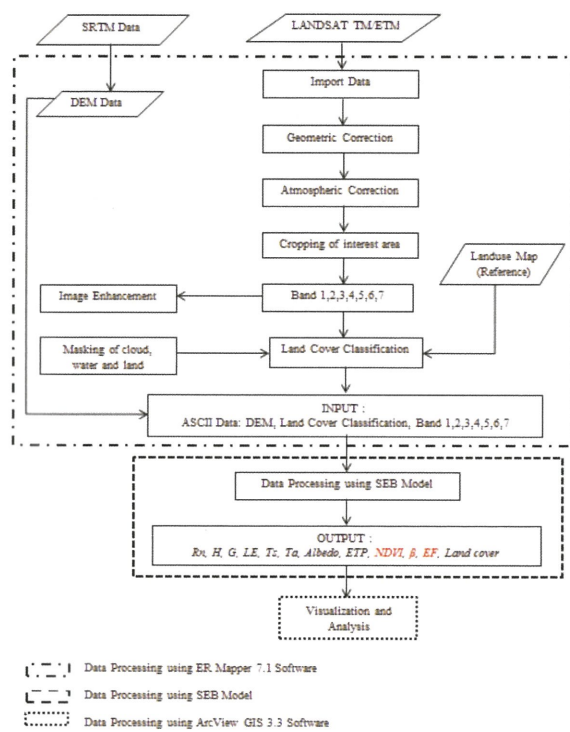 SRTM Data
LANDSAT TM/ETM
Import Data
DEM Data
Geometric Correction
Atmospheric Correction
Cropping of interest area
Landuse Map
(Reference)
Image Enhancement
Band 1,2,3,4,5,6,7
Masking of cloud,
water and land
Land Cover Classification
INPUT :
ASCII Data: DEM, Land Cover Classification, Band 1,2,3,4,5,6,7
Data Processing using SEB Model
OUTPUT :
Rn, H, G, LE, Ts, Ta, Albedo, ETP, NDVI, β, EF, Land cover
Visualization and
Analysis
Data Processing using ER Mapper 7.1 Software
Data Processing using SEB Model
Data Processing using ArcView GIS 3.3 Software